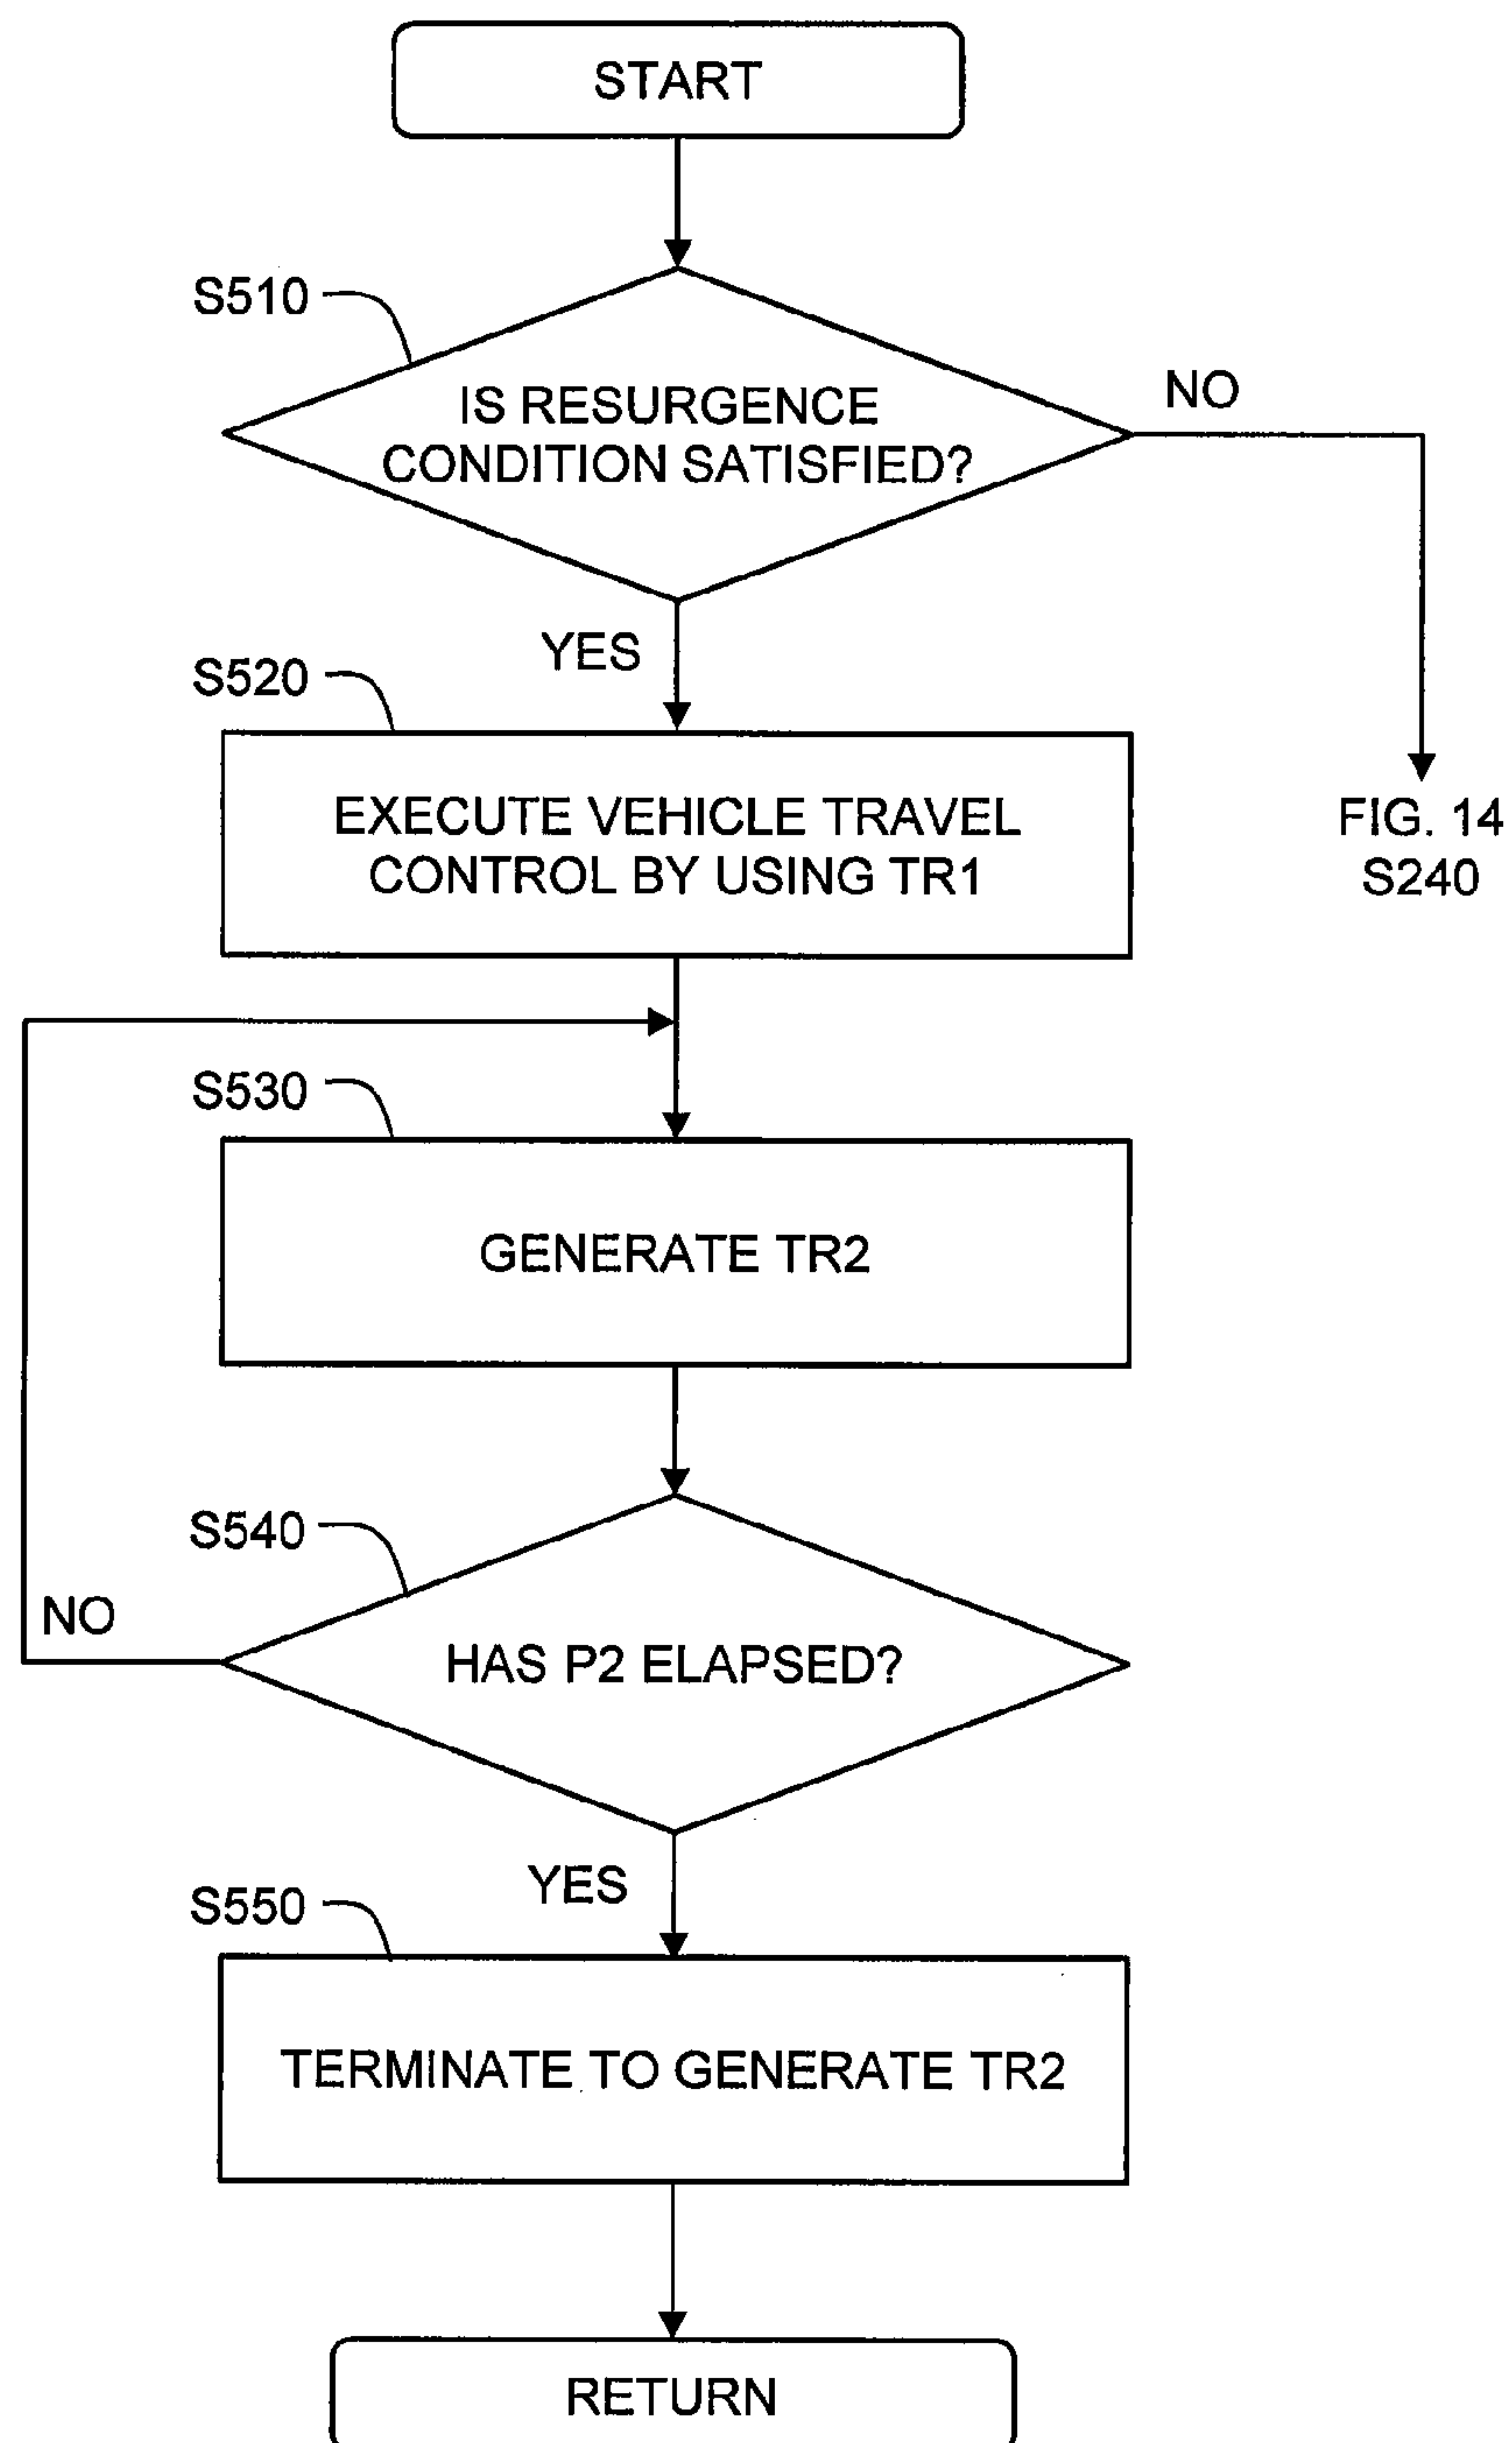 START
S510
IS RESURGENCE
CONDITION SATISFIED?
NO
YES
S520
EXECUTE VEHICLE TRAVEL
CONTROL BY USING TR1
FIG. 14
S240
S530
GENERATE TR2
S540
NO
HAS P2 ELAPSED?
YES
S550
TERMINATE TO GENERATE TR2
RETURN